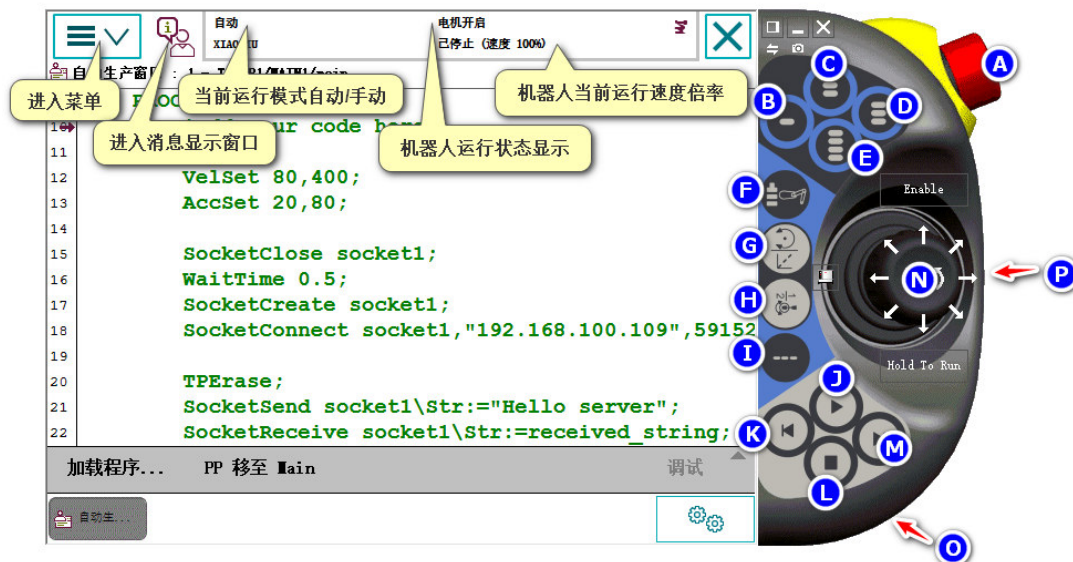 自动
XIAO
电机开启
已停止 (速度 100%)
进入菜单
当前运行模式自动/手动
机器人当前运行速度倍率
进入消息显示窗口
机器人运行状态显示
11
12 VelSet 80,400;
13 AccSet 20,80;
14
15 SocketClose socket1;
16 WaitTime 0.5;
17 SocketCreate socket1;
18 SocketConnect socket1,"192.168.100.109",59152
19
20 TPErase;
21 SocketSend socket1\Str:="Hello server";
22 SocketReceive socket1\Str:=received_string;
加载程序... PP 移至 Main 调试
自动生...
A
B
C
D
E
F
G
H
I
J
K
L
M
N
O
P
Enable
Hold To Run